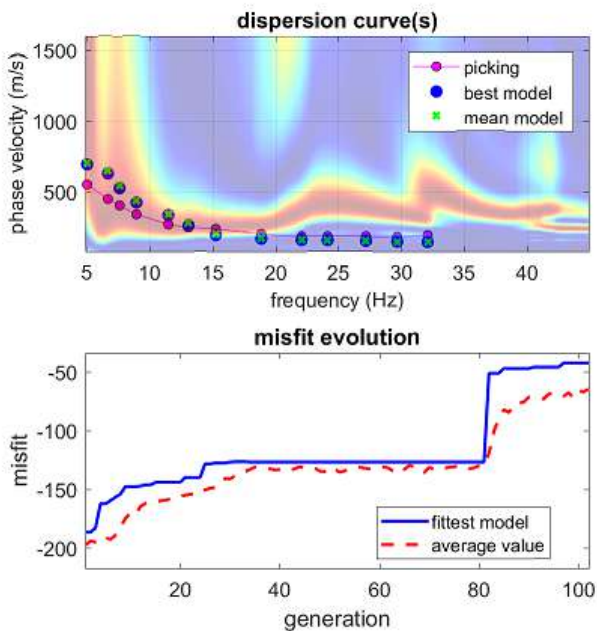 dispersion curve(s)
1500
1000
500
phase velocity (m/s)
picking
best model
mean model
5 10 15 20 25 30 35 40
frequency (Hz)
misfit evolution
-50
-100
-150
-200
misfit
fittest model
average value
20 40 60 80 100
generation